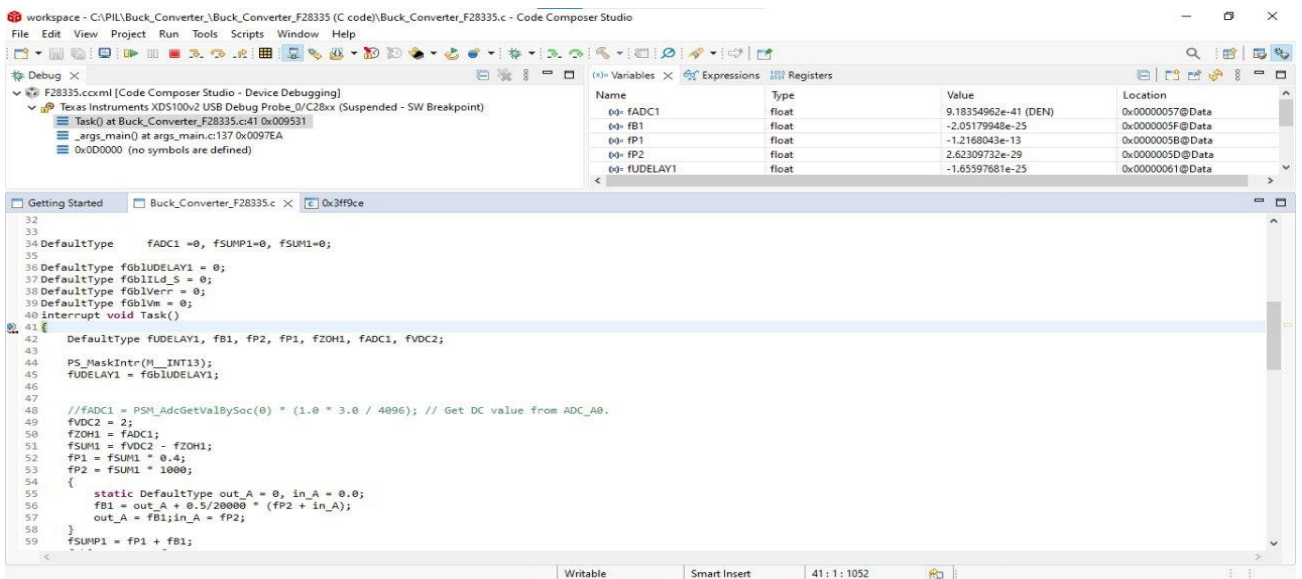 workspace - C:\PIL\Buck_Converter_\Buck_Converter_F28335 (C code)\Buck_Converter_F28335.c - Code Composer Studio
File Edit View Project Run Tools Scripts Window Help
Debug
F28335.ccxml [Code Composer Studio - Device Debugging]
Texas Instruments XDS100v2 USB Debug Probe_0/C28xx (Suspended - SW Breakpoint)
Task() at Buck_Converter_F28335.c:41 0x009531
_args_main() at args_main.c:137 0x0097EA
0x0D0000 (no symbols are defined)
(x)= Variables Expressions Registers
Name Type Value Location
(x)= fADC1 float 9.18354962e-41 (DEN) 0x00000057@Data
(x)= fB1 float -2.05179948e-25 0x0000005F@Data
(x)= fP1 float -1.2168043e-13 0x0000005B@Data
(x)= fP2 float 2.62309732e-29 0x0000005D@Data
(x)= fUDELAY1 float -1.65597681e-25 0x00000061@Data
Getting Started Buck_Converter_F28335.c 0x3ff9ce
32
33
34 DefaultType fADC1 =0, fSUMP1=0, fSUM1=0;
35
36 DefaultType fGblUDELAY1 = 0;
37 DefaultType fGblILd_S = 0;
38 DefaultType fGblVerr = 0;
39 DefaultType fGblVm = 0;
40 interrupt void Task()
41 {
42 DefaultType fUDELAY1, fB1, fP2, fP1, fZOH1, fADC1, fVDC2;
43
44 PS_MaskIntr(M__INT13);
45 fUDELAY1 = fGblUDELAY1;
46
47
48 //fADC1 = PSM_AdcGetValBySoc(0) * (1.0 * 3.0 / 4096); // Get DC value from ADC_A0.
49 fVDC2 = 2;
50 fZOH1 = fADC1;
51 fSUM1 = fVDC2 - fZOH1;
52 fP1 = fSUM1 * 0.4;
53 fP2 = fSUM1 * 1000;
54 {
55 static DefaultType out_A = 0, in_A = 0.0;
56 fB1 = out_A + 0.5/20000 * (fP2 + in_A);
57 out_A = fB1;in_A = fP2;
58 }
59 fSUMP1 = fP1 + fB1;
Writable Smart Insert 41 : 1 : 1052